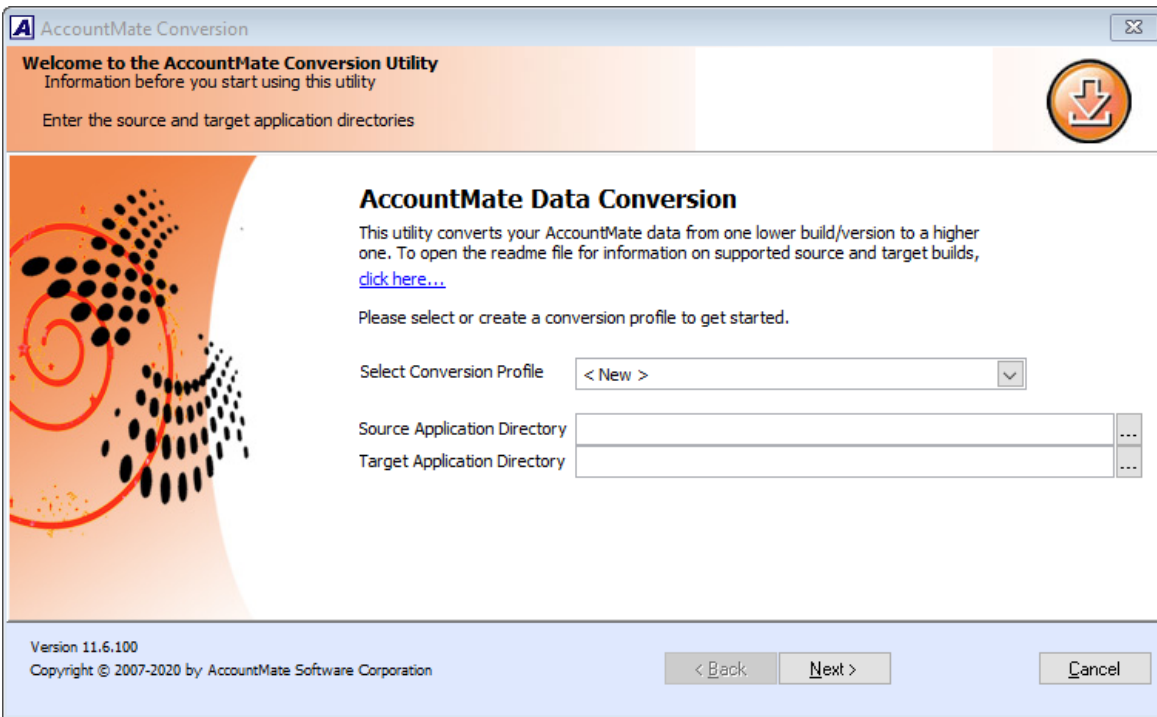 A AccountMate Conversion
Welcome to the AccountMate Conversion Utility
Information before you start using this utility
Enter the source and target application directories
AccountMate Data Conversion
This utility converts your AccountMate data from one lower build/version to a higher
one. To open the readme file for information on supported source and target builds,
click here...
Please select or create a conversion profile to get started.
Select Conversion Profile < New >
Source Application Directory ...
Target Application Directory ...
Version 11.6.100
Copyright © 2007-2020 by AccountMate Software Corporation
< Back Next > Cancel